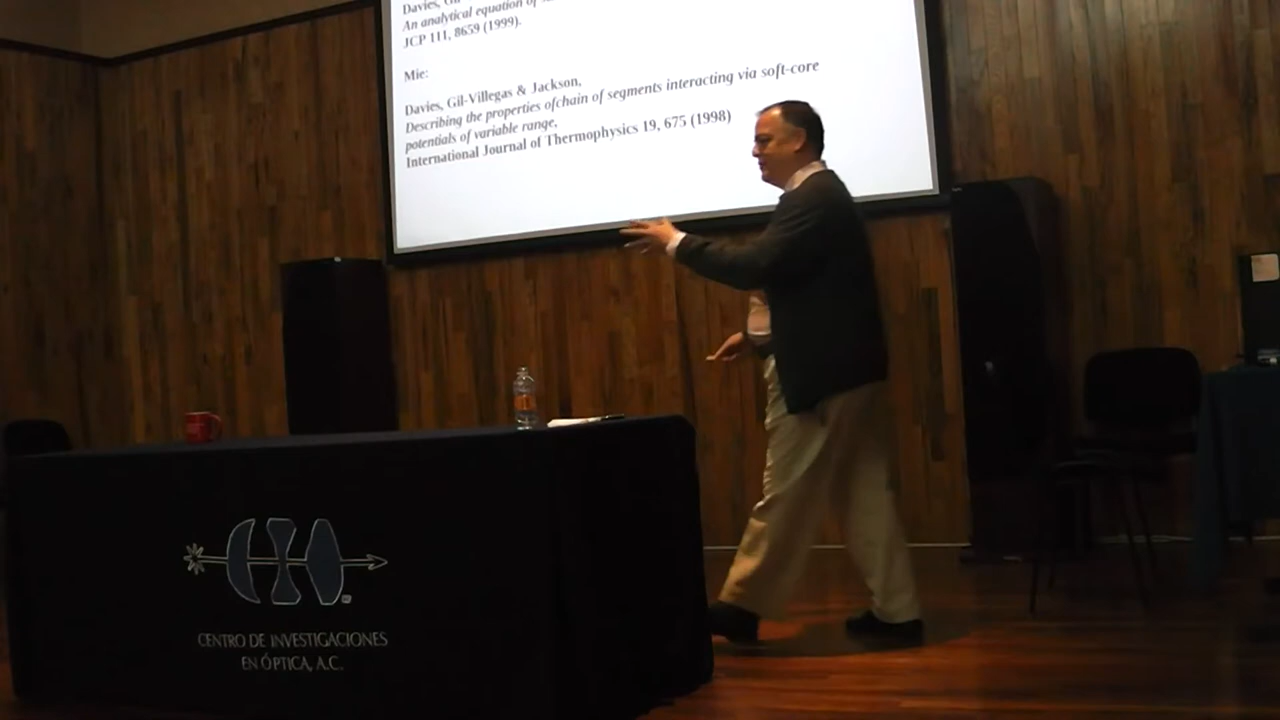 Davies,
An analytical equation of
JCP 111, 8659 (1999).
Mie:
Davies, Gil-Villegas & Jackson,
Describing the properties ofchain of segments interacting via soft-core
potentials of variable range,
International Journal of Thermophysics 19, 675 (1998)
CENTRO DE INVESTIGACIONES
EN ÓPTICA, A.C.